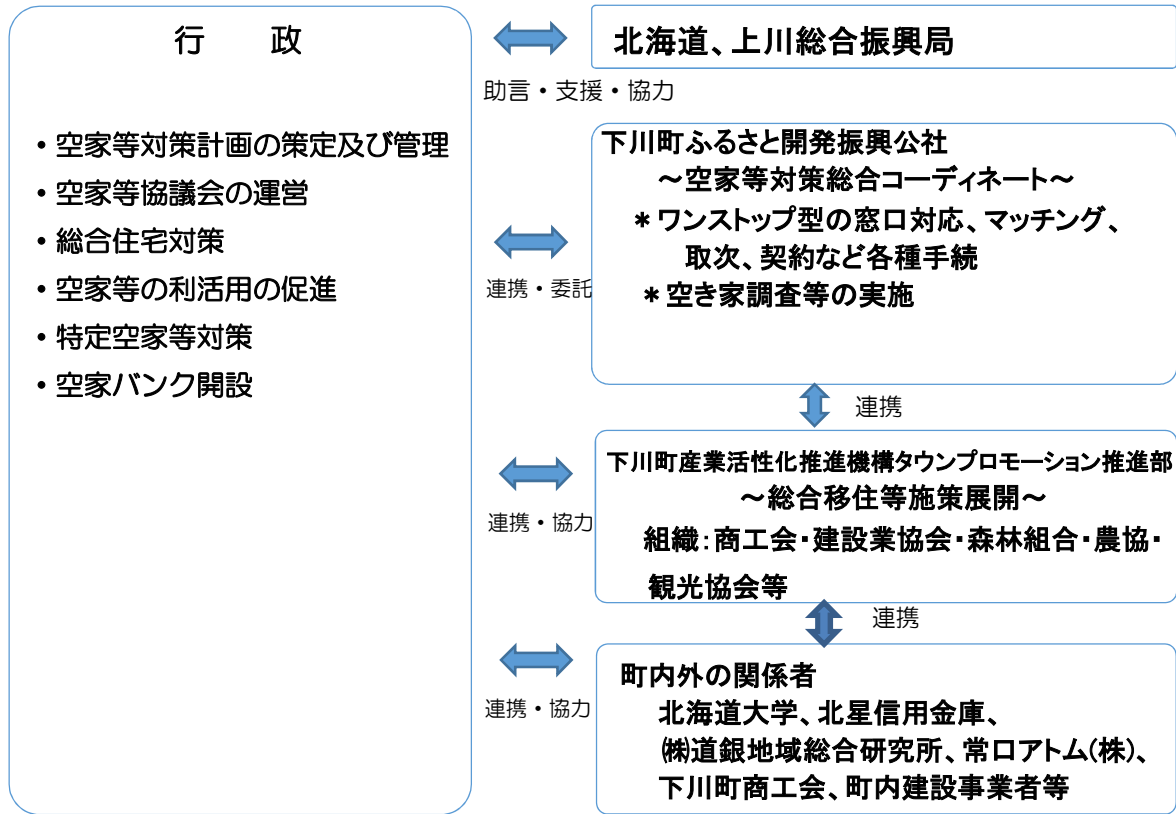 行　　政
・空家等対策計画の策定及び管理
・空家等協議会の運営
・総合住宅対策
・空家等の利活用の促進
・特定空家等対策
・空家バンク開設
北海道、上川総合振興局
助言・支援・協力
下川町ふるさと開発振興公社
～空家等対策総合コーディネート～
＊ワンストップ型の窓口対応、マッチング、
取次、契約など各種手続
＊空き家調査等の実施
連携・委託
連携
下川町産業活性化推進機構タウンプロモーション推進部
～総合移住等施策展開～
組織：商工会・建設業協会・森林組合・農協・
観光協会等
連携・協力
連携
町内外の関係者
北海道大学、北星信用金庫、
㈱道銀地域総合研究所、常口アトム(株)、
下川町商工会、町内建設事業者等
連携・協力